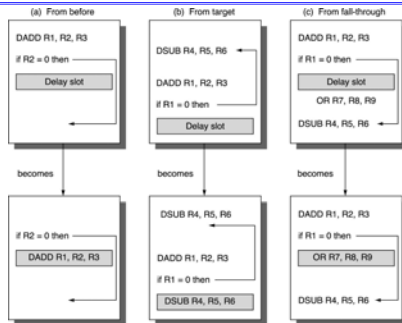 (a) From before
DADD R1, R2, R3
if R2 = 0 then
Delay slot
becomes
if R2 = 0 then
DADD R1, R2, R3
(b) From target
DSUB R4, R5, R6
DADD R1, R2, R3
if R1 = 0 then
Delay slot
becomes
DSUB R4, R5, R6
DADD R1, R2, R3
if R1 = 0 then
DSUB R4, R5, R6
(c) From fall-through
DADD R1, R2, R3
if R1 = 0 then
Delay slot
OR R7, R8, R9
DSUB R4, R5, R6
becomes
DADD R1, R2, R3
if R1 = 0 then
OR R7, R8, R9
DSUB R4, R5, R6